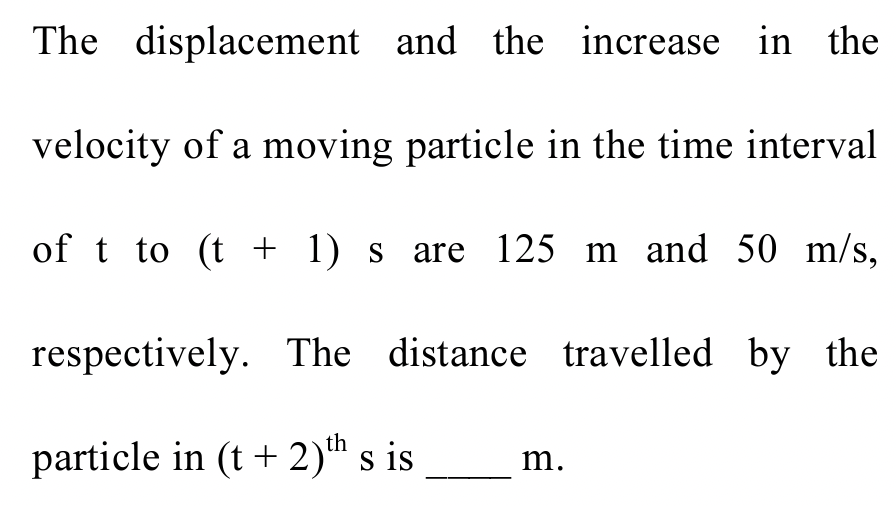 The displacement and the increase in the
velocity of a moving particle in the time interval
of t to (t + 1) s are 125 m and 50 m/s,
respectively. The distance travelled by the
particle in (t + 2)th s is ____ m.